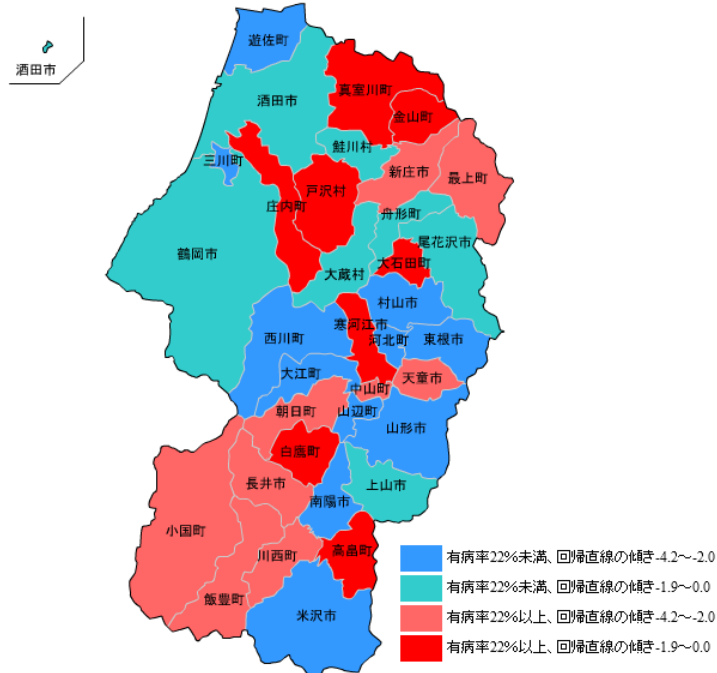 遊佐町
酒田市
酒田市
真室川町
金山町
鮭川村
三川町
新庄市
最上町
戸沢村
庄内町
舟形町
尾花沢市
鶴岡市
大蔵村
大石田町
村山市
寒河江市
西川町
河北町
東根市
大江町
天童市
中山町
朝日町
山辺町
山形市
白鷹町
長井市
上山市
南陽市
小国町
高畠町
川西町
飯豊町
米沢市
有病率22%未満、回帰直線の傾き-4.2～-2.0
有病率22%未満、回帰直線の傾き-1.9～0.0
有病率22%以上、回帰直線の傾き-4.2～-2.0
有病率22%以上、回帰直線の傾き-1.9～0.0